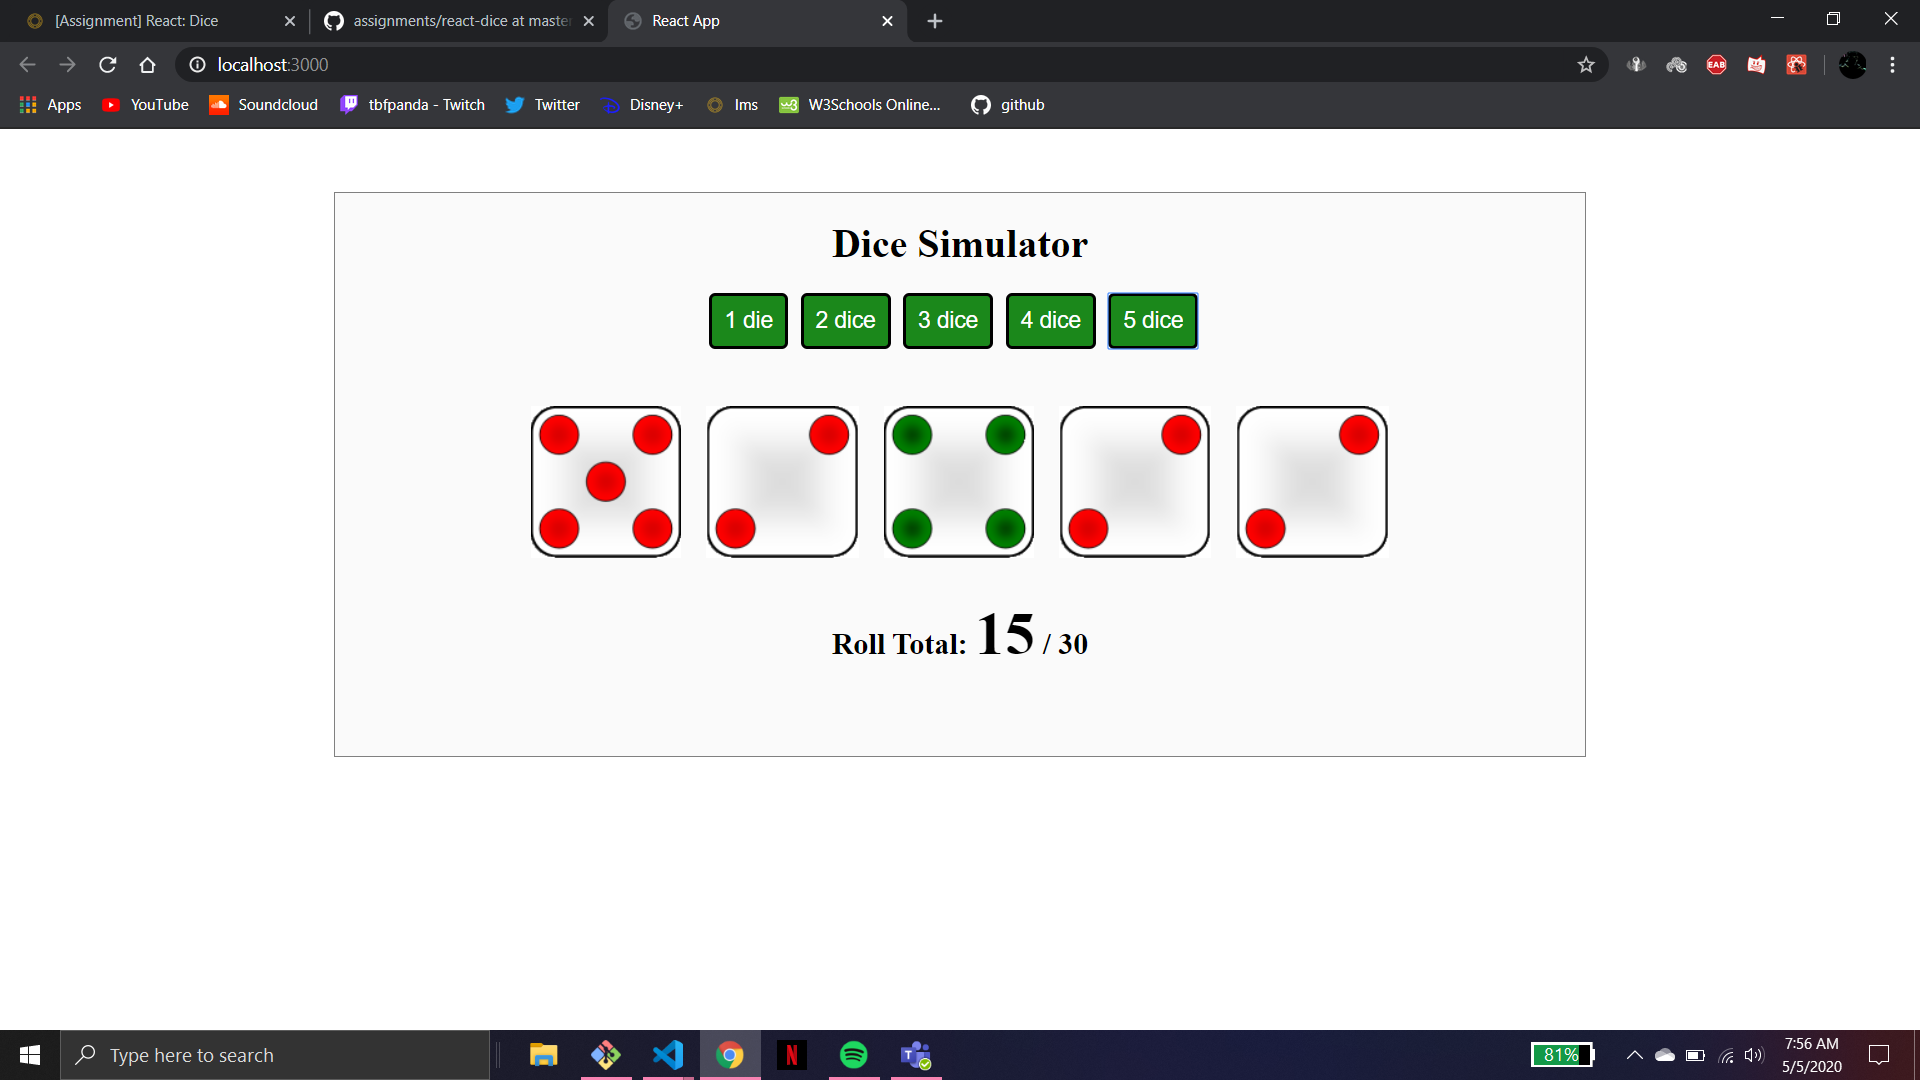 [Assignment] React: Dice
assignments/react-dice at master
React App
localhost:3000
EAB
Apps
YouTube
Soundcloud
tbfpanda - Twitch
Twitter
Disney+
lms
W3Schools Online...
github
Dice Simulator
1 die
2 dice
3 dice
4 dice
5 dice
Roll Total: 15 / 30
Type here to search
81%
7:56 AM
5/5/2020